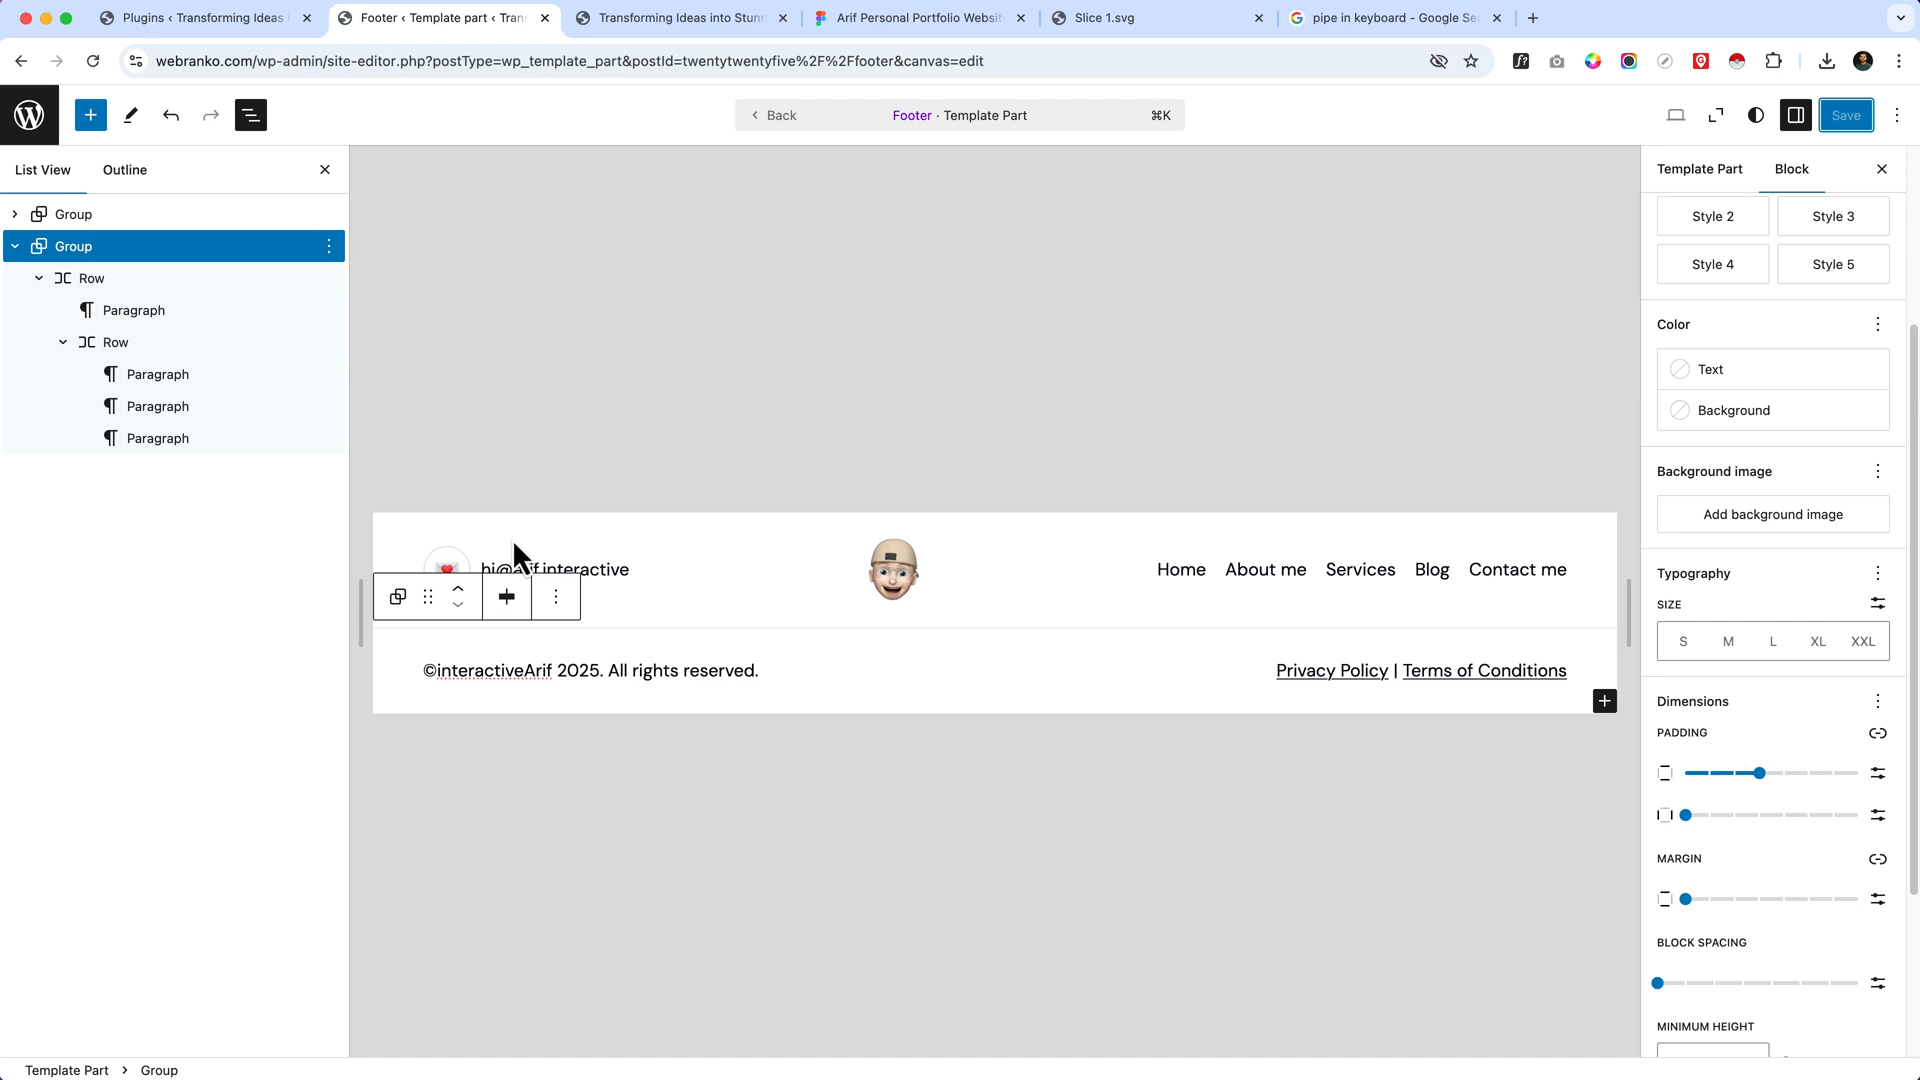 Plugins ‹ Transforming Ideas i
Footer ‹ Template part ‹ Tran
Transforming Ideas into Stunn
Arif Personal Portfolio Websit
Slice 1.svg
pipe in keyboard - Google Se
webranko.com/wp-admin/site-editor.php?postType=wp_template_part&postId=twentytwentyfive%2F%2Ffooter&canvas=edit
Back
Footer · Template Part
⌘K
Save
List View
Outline
Template Part
Block
Group
Group
Row
Paragraph
Row
Paragraph
Paragraph
Paragraph
hi@arif.interactive
Home
About me
Services
Blog
Contact me
©interactiveArif 2025. All rights reserved.
Privacy Policy | Terms of Conditions
Style 2
Style 3
Style 4
Style 5
Color
Text
Background
Background image
Add background image
Typography
SIZE
S
M
L
XL
XXL
Dimensions
PADDING
MARGIN
BLOCK SPACING
MINIMUM HEIGHT
Template Part › Group